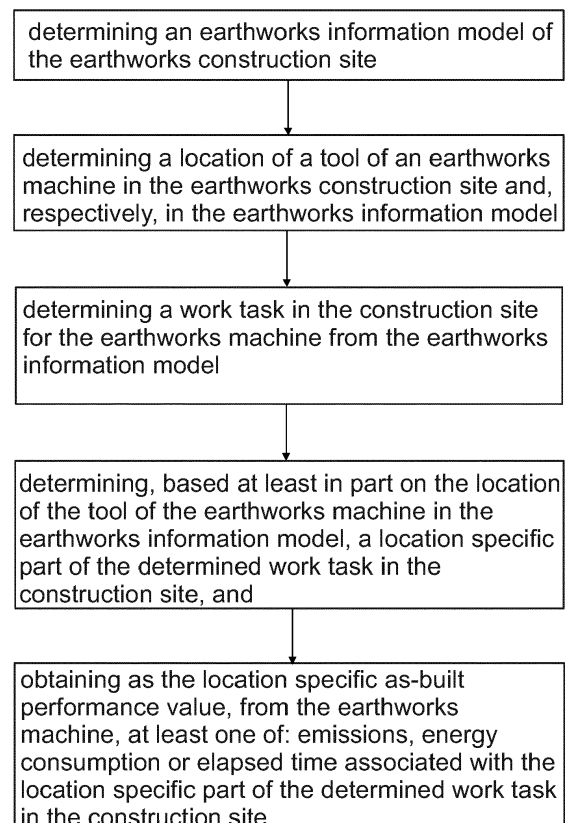 determining an earthworks information model of
the earthworks construction site
determining a location of a tool of an earthworks
machine in the earthworks construction site and,
respectively, in the earthworks information model
determining a work task in the construction site
for the earthworks machine from the earthworks
information model
determining, based at least in part on the location
of the tool of the earthworks machine in the
earthworks information model, a location specific
part of the determined work task in the
construction site, and
obtaining as the location specific as-built
performance value, from the earthworks
machine, at least one of: emissions, energy
consumption or elapsed time associated with the
location specific part of the determined work task
in the construction site